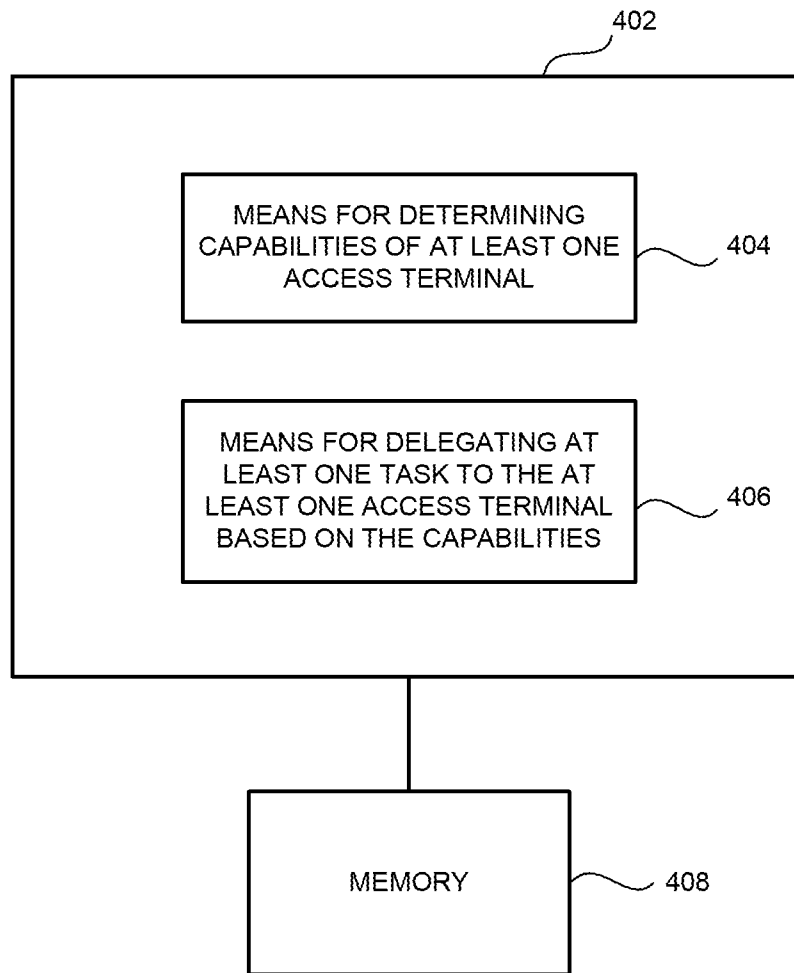 402
MEANS FOR DETERMINING
CAPABILITIES OF AT LEAST ONE
ACCESS TERMINAL
404
MEANS FOR DELEGATING AT
LEAST ONE TASK TO THE AT
LEAST ONE ACCESS TERMINAL
BASED ON THE CAPABILITIES
406
MEMORY
408